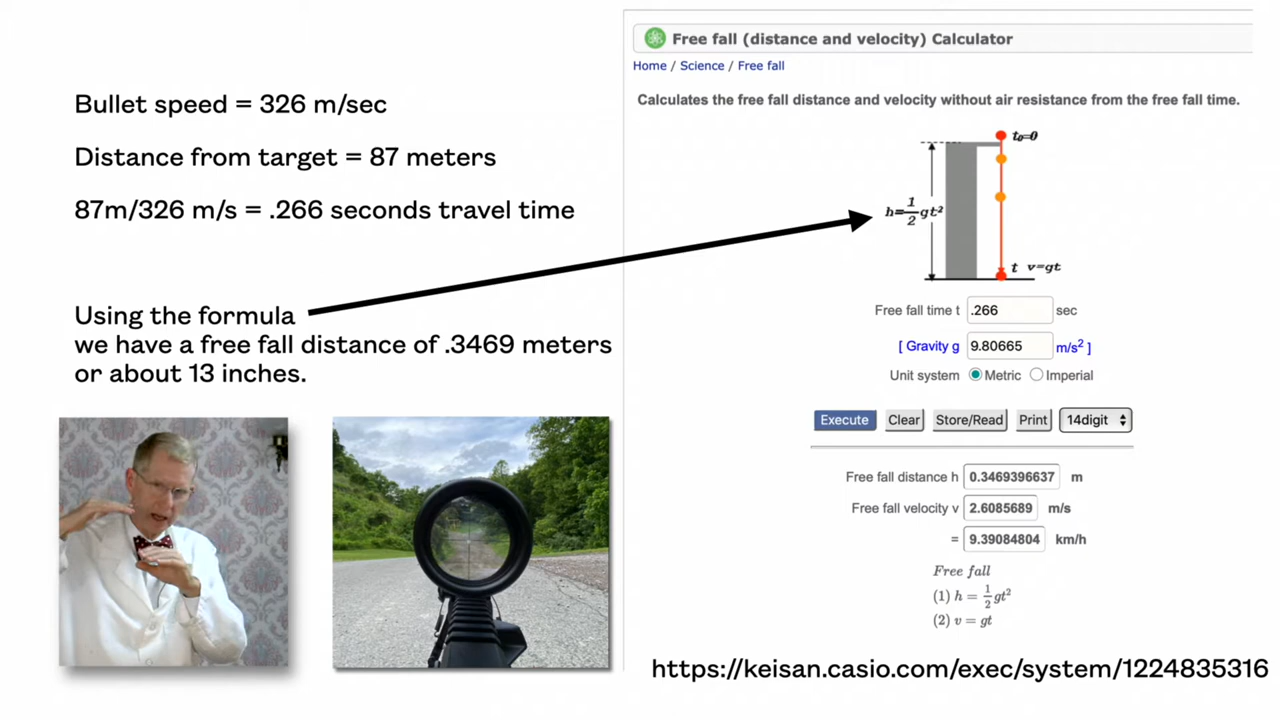 Bullet speed = 326 m/sec
Distance from target = 87 meters
87m/326 m/s = .266 seconds travel time
Using the formula
we have a free fall distance of .3469 meters
or about 13 inches.
Free fall (distance and velocity) Calculator
Home / Science / Free fall
Calculates the free fall distance and velocity without air resistance from the free fall time.
t₀=0
h=1/2gt²
t v=gt
Free fall time t .266 sec
[ Gravity g 9.80665 m/s² ]
Unit system Metric Imperial
Execute Clear Store/Read Print 14digit
Free fall distance h 0.3469396637 m
Free fall velocity v 2.6085689 m/s
= 9.39084804 km/h
Free fall
(1) h = 1/2gt²
(2) v = gt
https://keisan.casio.com/exec/system/1224835316